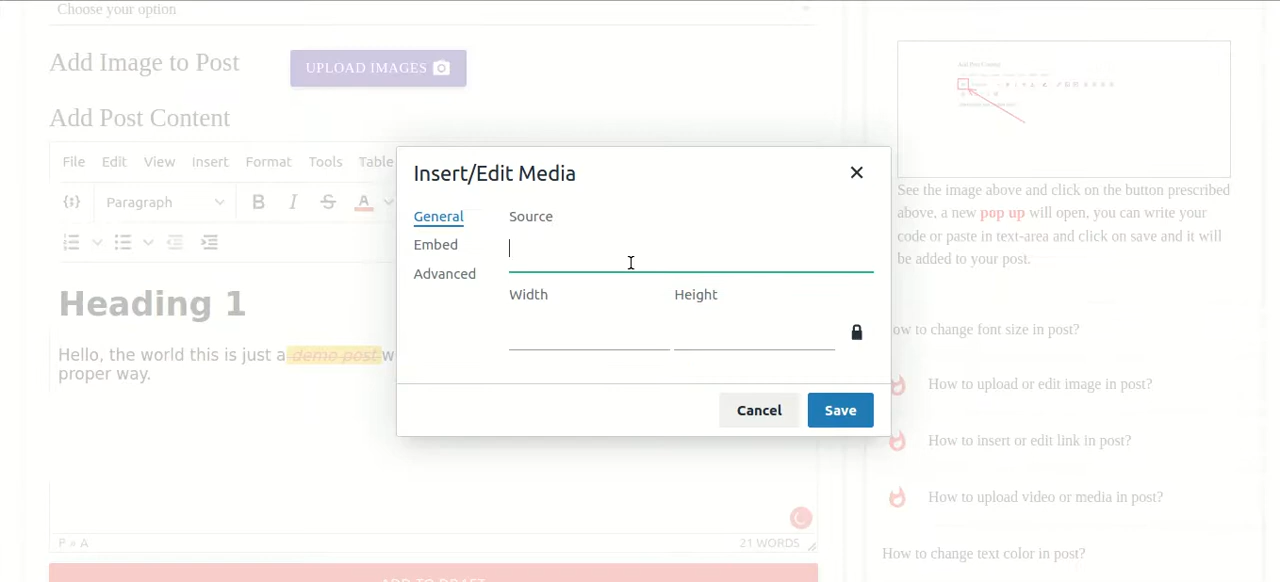 Choose your option
Add Image to Post
UPLOAD IMAGES
Add Post Content
File Edit View Insert Format Tools Table
Paragraph
B I S A
Heading 1
Hello, the world this is just a demo post w
proper way.
P » A
21 WORDS
ADD TO DRAFT
Insert/Edit Media
General
Embed
Advanced
Source
Width
Height
Cancel
Save
Add Post Content
See the image above and click on the button prescribed
above, a new pop up will open, you can write your
code or paste in text-area and click on save and it will
be added to your post.
ow to change font size in post?
How to upload or edit image in post?
How to insert or edit link in post?
How to upload video or media in post?
How to change text color in post?